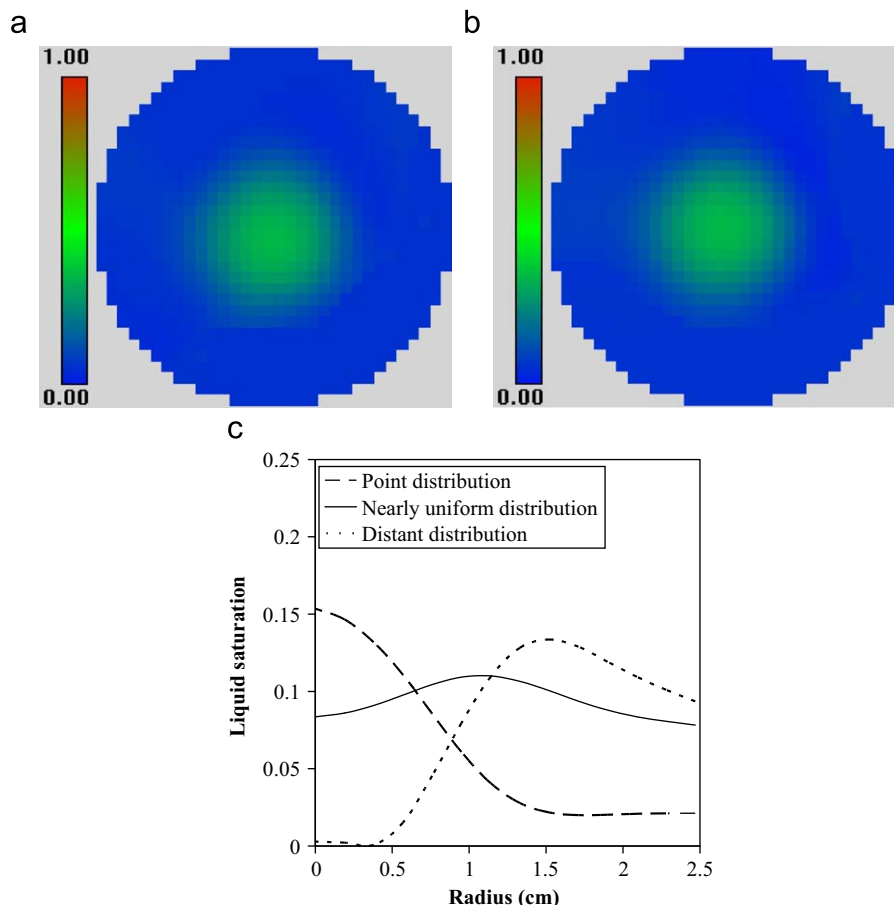 a
b
1.00
0.00
1.00
0.00
c
0.25
0.2
0.15
0.1
0.05
0
Liquid saturation
Point distribution
Nearly uniform distribution
Distant distribution
0 0.5 1 1.5 2 2.5
Radius (cm)